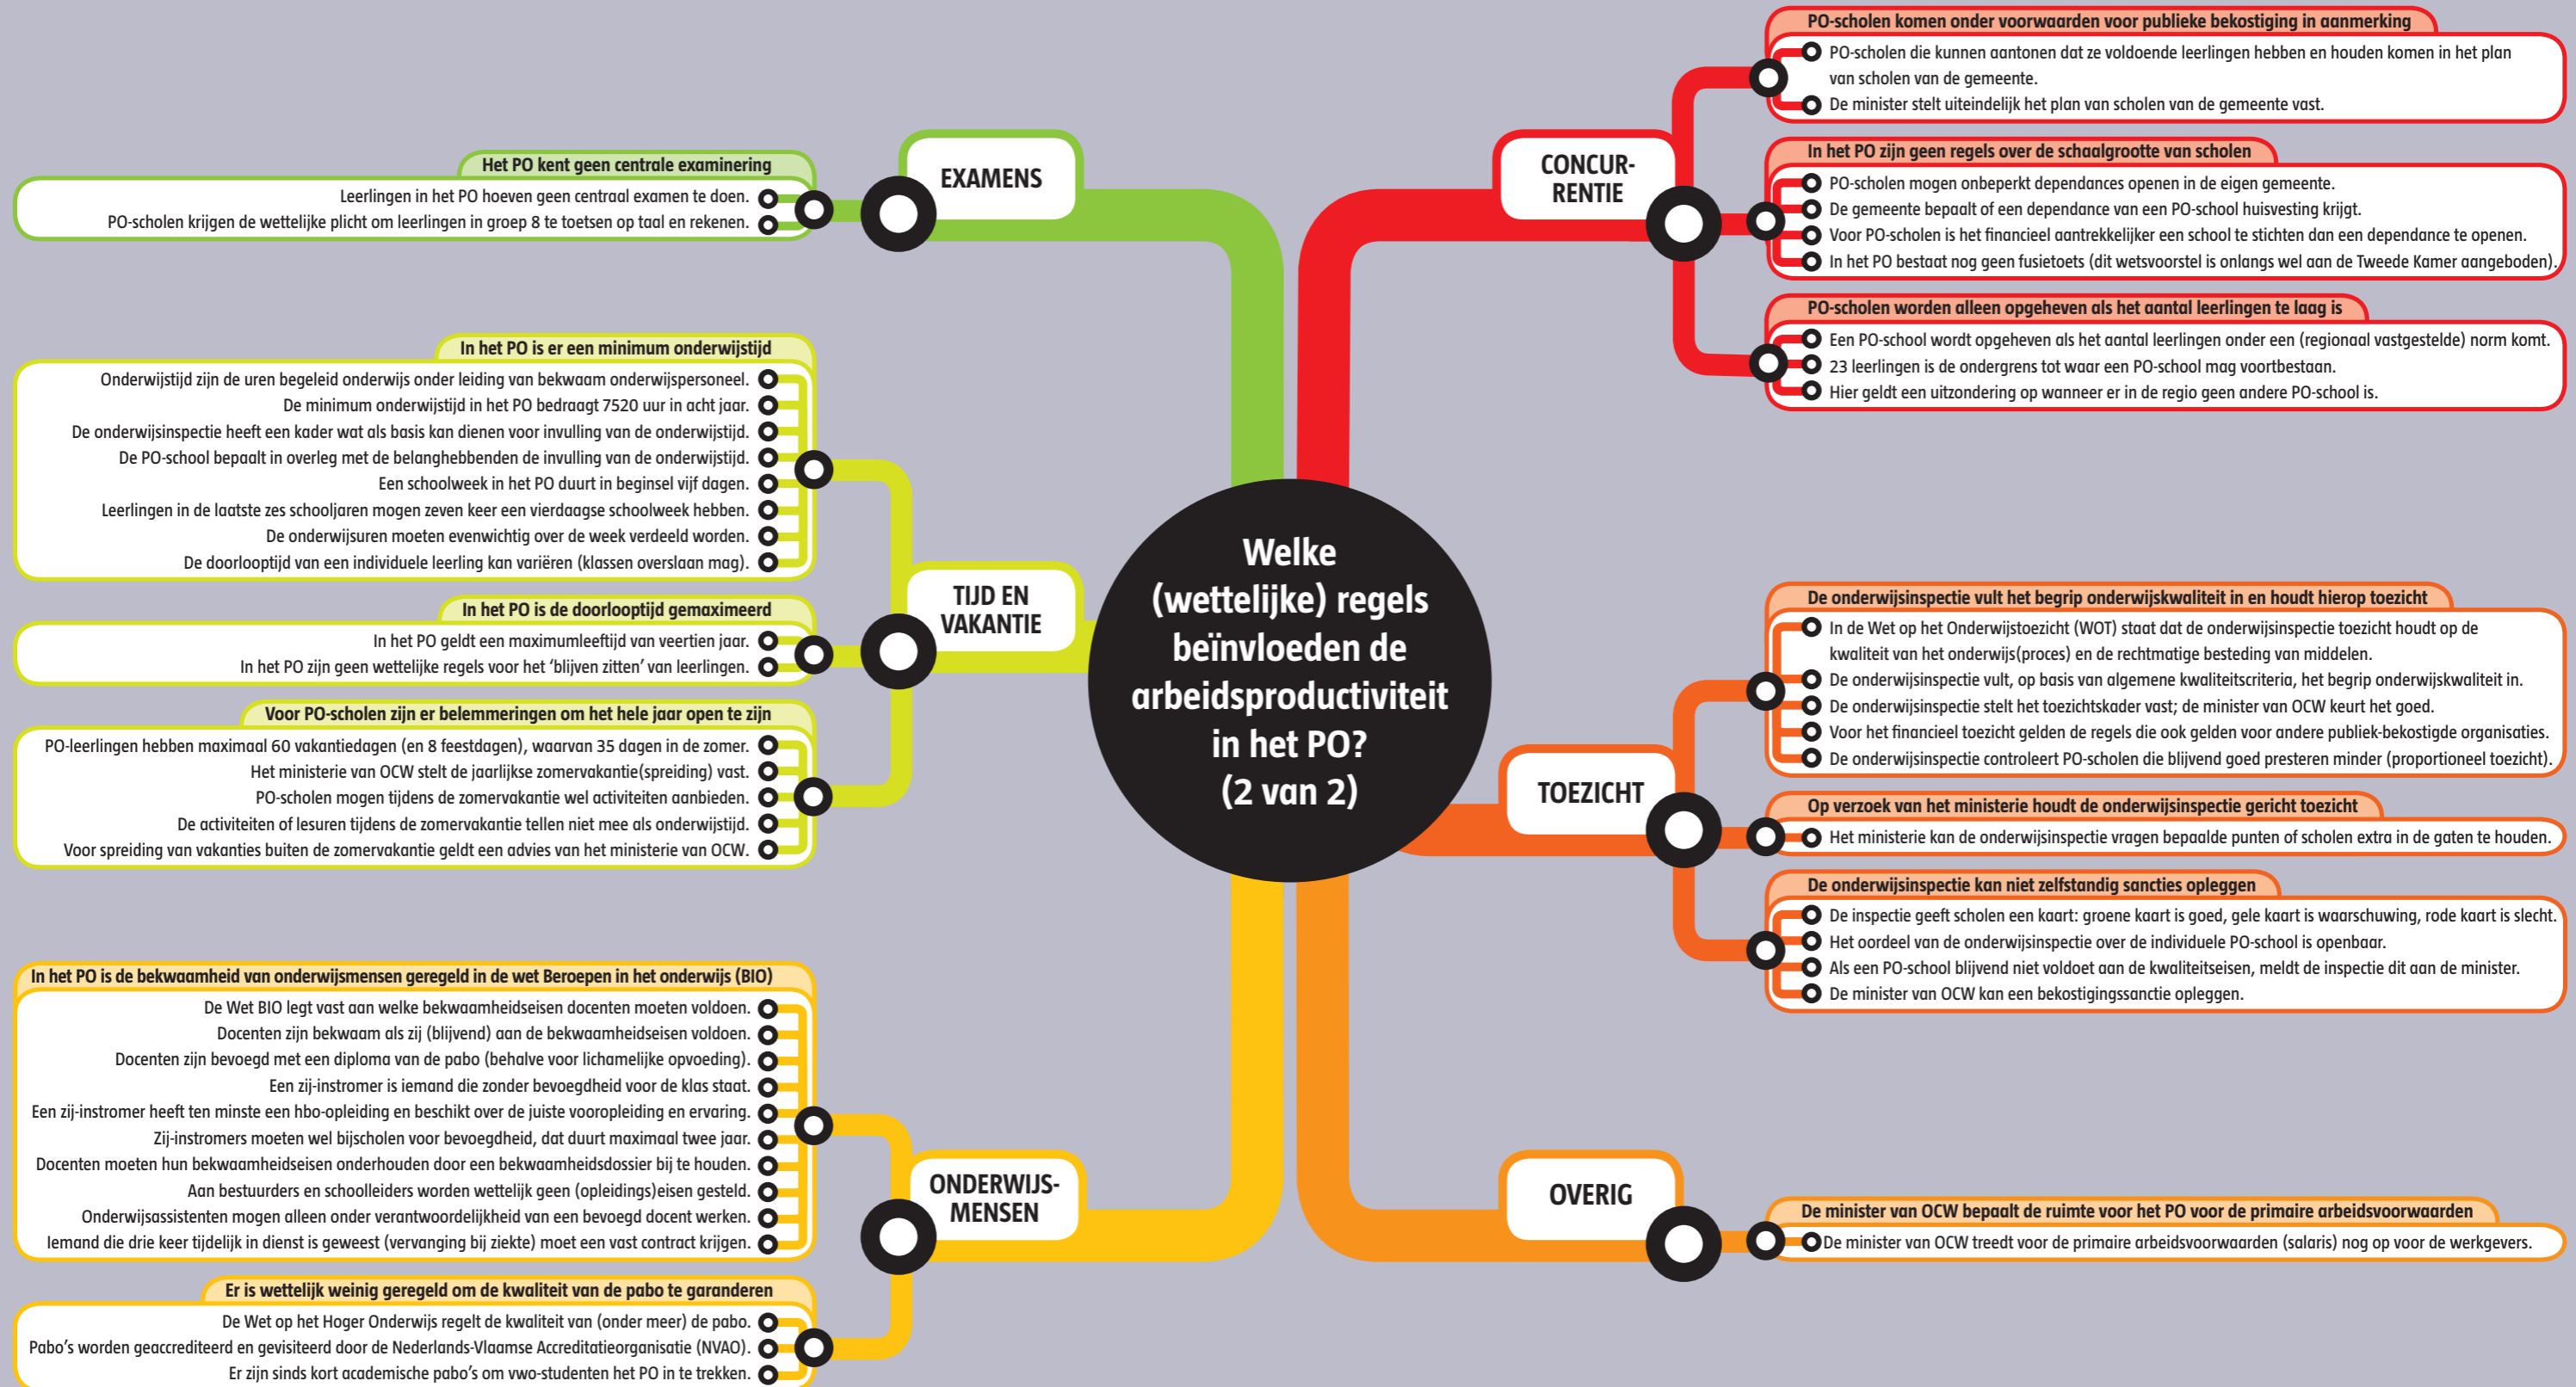 Welke
(wettelijke) regels
beïnvloeden de
arbeidsproductiviteit
in het PO?
(2 van 2)
EXAMENS
Het PO kent geen centrale examinering
Leerlingen in het PO hoeven geen centraal examen te doen.
PO-scholen krijgen de wettelijke plicht om leerlingen in groep 8 te toetsen op taal en rekenen.
TIJD EN
VAKANTIE
In het PO is er een minimum onderwijstijd
Onderwijstijd zijn de uren begeleid onderwijs onder leiding van bekwaam onderwijspersoneel.
De minimum onderwijstijd in het PO bedraagt 7520 uur in acht jaar.
De onderwijsinspectie heeft een kader wat als basis kan dienen voor invulling van de onderwijstijd.
De PO-school bepaalt in overleg met de belanghebbenden de invulling van de onderwijstijd.
Een schoolweek in het PO duurt in beginsel vijf dagen.
Leerlingen in de laatste zes schooljaren mogen zeven keer een vierdaagse schoolweek hebben.
De onderwijsuren moeten evenwichtig over de week verdeeld worden.
De doorlooptijd van een individuele leerling kan variëren (klassen overslaan mag).
In het PO is de doorlooptijd gemaximeerd
In het PO geldt een maximumleeftijd van veertien jaar.
In het PO zijn geen wettelijke regels voor het ‘blijven zitten’ van leerlingen.
Voor PO-scholen zijn er belemmeringen om het hele jaar open te zijn
PO-leerlingen hebben maximaal 60 vakantiedagen (en 8 feestdagen), waarvan 35 dagen in de zomer.
Het ministerie van OCW stelt de jaarlijkse zomervakantie(spreiding) vast.
PO-scholen mogen tijdens de zomervakantie wel activiteiten aanbieden.
De activiteiten of lesuren tijdens de zomervakantie tellen niet mee als onderwijstijd.
Voor spreiding van vakanties buiten de zomervakantie geldt een advies van het ministerie van OCW.
ONDERWIJS-
MENSEN
In het PO is de bekwaamheid van onderwijsmensen geregeld in de wet Beroepen in het onderwijs (BIO)
De Wet BIO legt vast aan welke bekwaamheidseisen docenten moeten voldoen.
Docenten zijn bekwaam als zij (blijvend) aan de bekwaamheidseisen voldoen.
Docenten zijn bevoegd met een diploma van de pabo (behalve voor lichamelijke opvoeding).
Een zij-instromer is iemand die zonder bevoegdheid voor de klas staat.
Een zij-instromer heeft ten minste een hbo-opleiding en beschikt over de juiste vooropleiding en ervaring.
Zij-instromers moeten wel bijscholen voor bevoegdheid, dat duurt maximaal twee jaar.
Docenten moeten hun bekwaamheidseisen onderhouden door een bekwaamheidsdossier bij te houden.
Aan bestuurders en schoolleiders worden wettelijk geen (opleidings)eisen gesteld.
Onderwijsassistenten mogen alleen onder verantwoordelijkheid van een bevoegd docent werken.
Iemand die drie keer tijdelijk in dienst is geweest (vervanging bij ziekte) moet een vast contract krijgen.
Er is wettelijk weinig geregeld om de kwaliteit van de pabo te garanderen
De Wet op het Hoger Onderwijs regelt de kwaliteit van (onder meer) de pabo.
Pabo’s worden geaccrediteerd en gevisiteerd door de Nederlands-Vlaamse Accreditatieorganisatie (NVAO).
Er zijn sinds kort academische pabo’s om vwo-studenten het PO in te trekken.
CONCUR-
RENTIE
PO-scholen komen onder voorwaarden voor publieke bekostiging in aanmerking
PO-scholen die kunnen aantonen dat ze voldoende leerlingen hebben en houden komen in het plan
van scholen van de gemeente.
De minister stelt uiteindelijk het plan van scholen van de gemeente vast.
In het PO zijn geen regels over de schaalgrootte van scholen
PO-scholen mogen onbeperkt dependances openen in de eigen gemeente.
De gemeente bepaalt of een dependance van een PO-school huisvesting krijgt.
Voor PO-scholen is het financieel aantrekkelijker een school te stichten dan een dependance te openen.
In het PO bestaat nog geen fusietoets (dit wetsvoorstel is onlangs wel aan de Tweede Kamer aangeboden).
PO-scholen worden alleen opgeheven als het aantal leerlingen te laag is
Een PO-school wordt opgeheven als het aantal leerlingen onder een (regionaal vastgestelde) norm komt.
23 leerlingen is de ondergrens tot waar een PO-school mag voortbestaan.
Hier geldt een uitzondering op wanneer er in de regio geen andere PO-school is.
TOEZICHT
De onderwijsinspectie vult het begrip onderwijskwaliteit in en houdt hierop toezicht
In de Wet op het Onderwijstoezicht (WOT) staat dat de onderwijsinspectie toezicht houdt op de
kwaliteit van het onderwijs(proces) en de rechtmatige besteding van middelen.
De onderwijsinspectie vult, op basis van algemene kwaliteitscriteria, het begrip onderwijskwaliteit in.
De onderwijsinspectie stelt het toezichtskader vast; de minister van OCW keurt het goed.
Voor het financieel toezicht gelden de regels die ook gelden voor andere publiek-bekostigde organisaties.
De onderwijsinspectie controleert PO-scholen die blijvend goed presteren minder (proportioneel toezicht).
Op verzoek van het ministerie houdt de onderwijsinspectie gericht toezicht
Het ministerie kan de onderwijsinspectie vragen bepaalde punten of scholen extra in de gaten te houden.
De onderwijsinspectie kan niet zelfstandig sancties opleggen
De inspectie geeft scholen een kaart: groene kaart is goed, gele kaart is waarschuwing, rode kaart is slecht.
Het oordeel van de onderwijsinspectie over de individuele PO-school is openbaar.
Als een PO-school blijvend niet voldoet aan de kwaliteitseisen, meldt de inspectie dit aan de minister.
De minister van OCW kan een bekostigingssanctie opleggen.
OVERIG
De minister van OCW bepaalt de ruimte voor het PO voor de primaire arbeidsvoorwaarden
De minister van OCW treedt voor de primaire arbeidsvoorwaarden (salaris) nog op voor de werkgevers.